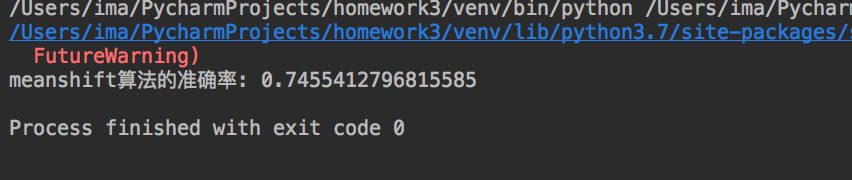 /Users/ima/PycharmProjects/homework3/venv/bin/python /Users/ima/Pychar
/Users/ima/PycharmProjects/homework3/venv/lib/python3.7/site-packages/
FutureWarning)
meanshift算法的准确率: 0.7455412796815585
Process finished with exit code 0